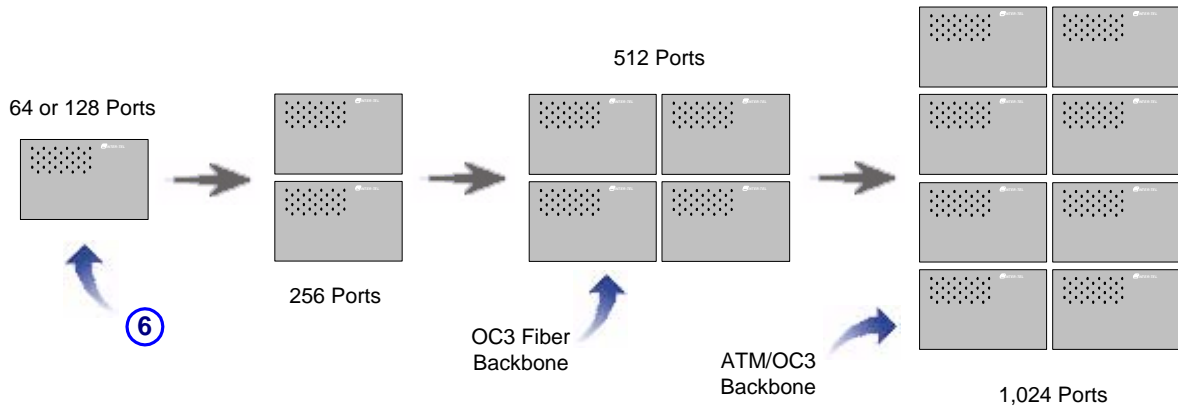 64 or 128 Ports
6
256 Ports
512 Ports
OC3 Fiber
Backbone
ATM/OC3
Backbone
1,024 Ports